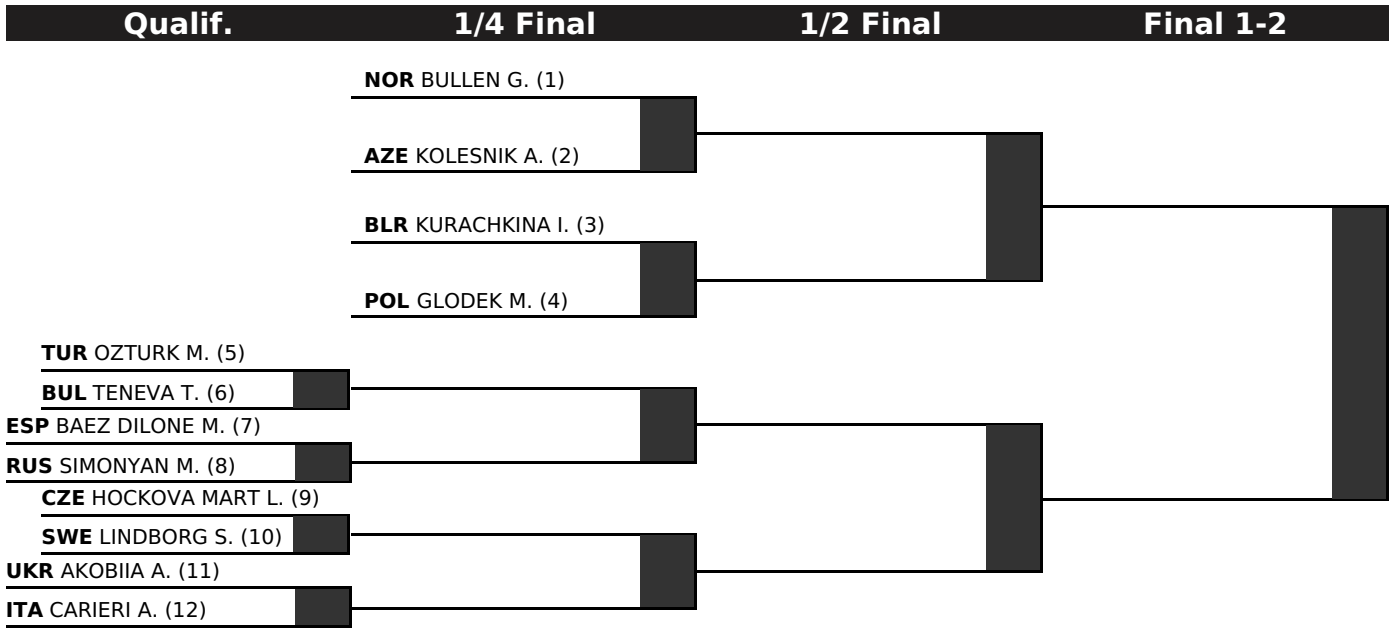 Qualif. 1/4 Final 1/2 Final Final 1-2
NOR BULLEN G. (1)
AZE KOLESNIK A. (2)
BLR KURACHKINA I. (3)
POL GLODEK M. (4)
TUR OZTURK M. (5)
BUL TENEVA T. (6)
ESP BAEZ DILONE M. (7)
RUS SIMONYAN M. (8)
CZE HOCKOVA MART L. (9)
SWE LINDBORG S. (10)
UKR AKOBIIA A. (11)
ITA CARIERI A. (12)